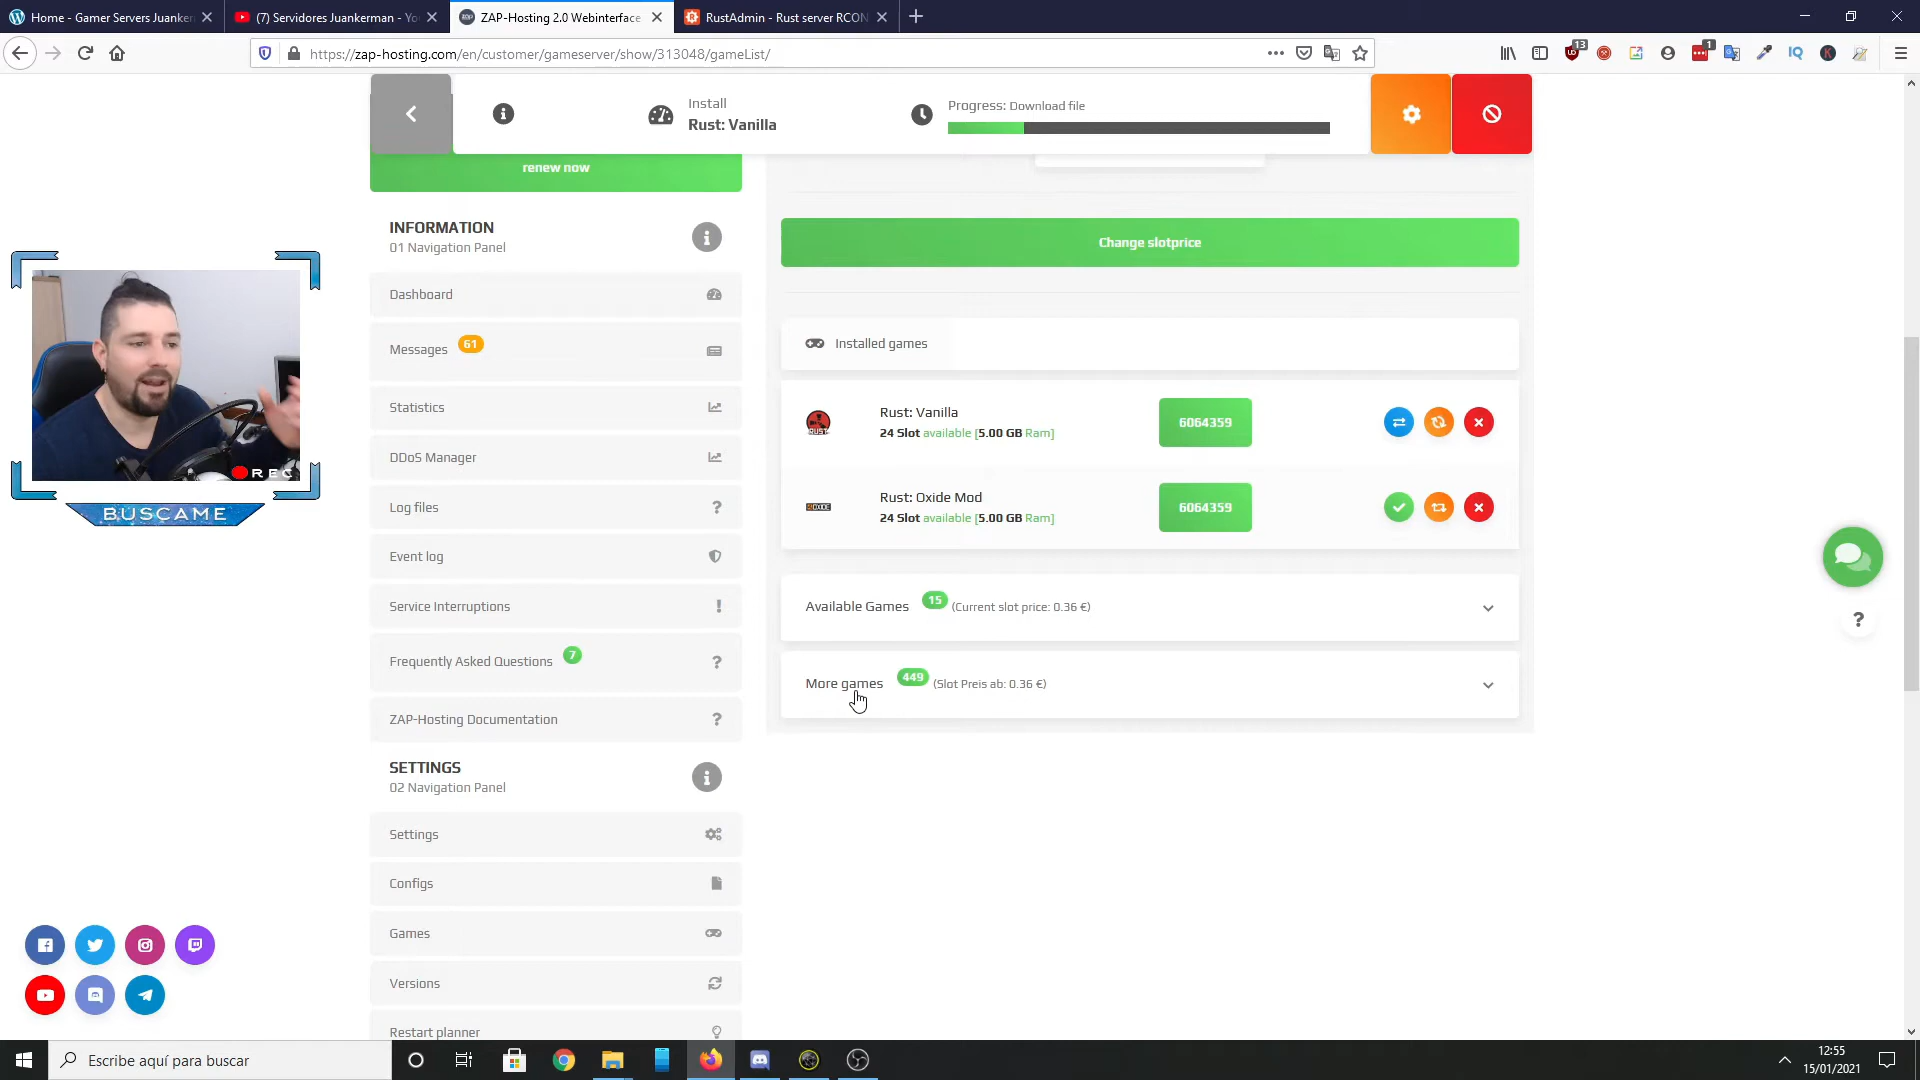 Home - Gamer Servers Juanker
(7) Servidores Juankerman - Yo
ZAP-Hosting 2.0 Webinterface
RustAdmin - Rust server RCON
https://zap-hosting.com/en/customer/gameserver/show/313048/gameList/
13
1
IQ
K
Install
Rust: Vanilla
Progress: Download file
renew now
INFORMATION
01 Navigation Panel
Dashboard
Messages 61
Statistics
DDoS Manager
Log files
Event log
Service Interruptions
Frequently Asked Questions 7
ZAP-Hosting Documentation
SETTINGS
02 Navigation Panel
Settings
Configs
Games
Versions
Restart planner
Change slotprice
Installed games
RUST
Rust: Vanilla
24 Slot available [5.00 GB Ram]
6064359
OXIDE
Rust: Oxide Mod
24 Slot available [5.00 GB Ram]
6064359
Available Games 15 (Current slot price: 0.36 €)
More games 449 (Slot Preis ab: 0.36 €)
REC
BUSCAME
?
Escribe aquí para buscar
12:55
15/01/2021